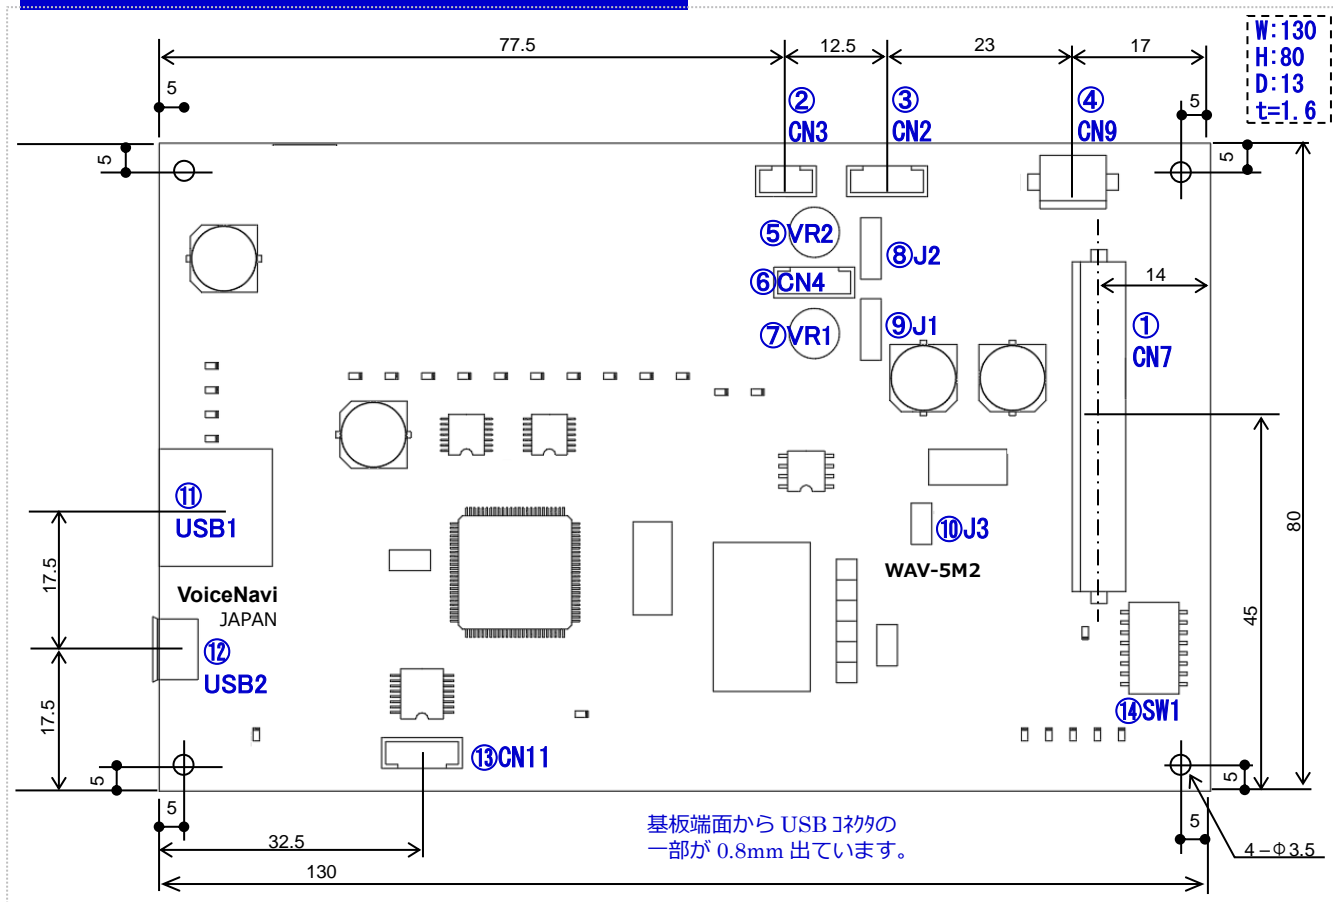 77.5
12.5
23
17
W:130
H:80
D:13
t=1.6
5
5
②
CN3
③
CN2
④
CN9
5
5
⑤VR2
⑧J2
⑥CN4
14
⑦VR1
⑨J1
①
CN7
⑪
USB1
⑩J3
80
WAV-5M2
17.5
VoiceNavi
JAPAN
45
⑫
USB2
17.5
⑭SW1
⑬CN11
5
5
5
5
基板端面から USB コネクタの
一部が 0.8mm 出ています。
32.5
4－Φ3.5
130